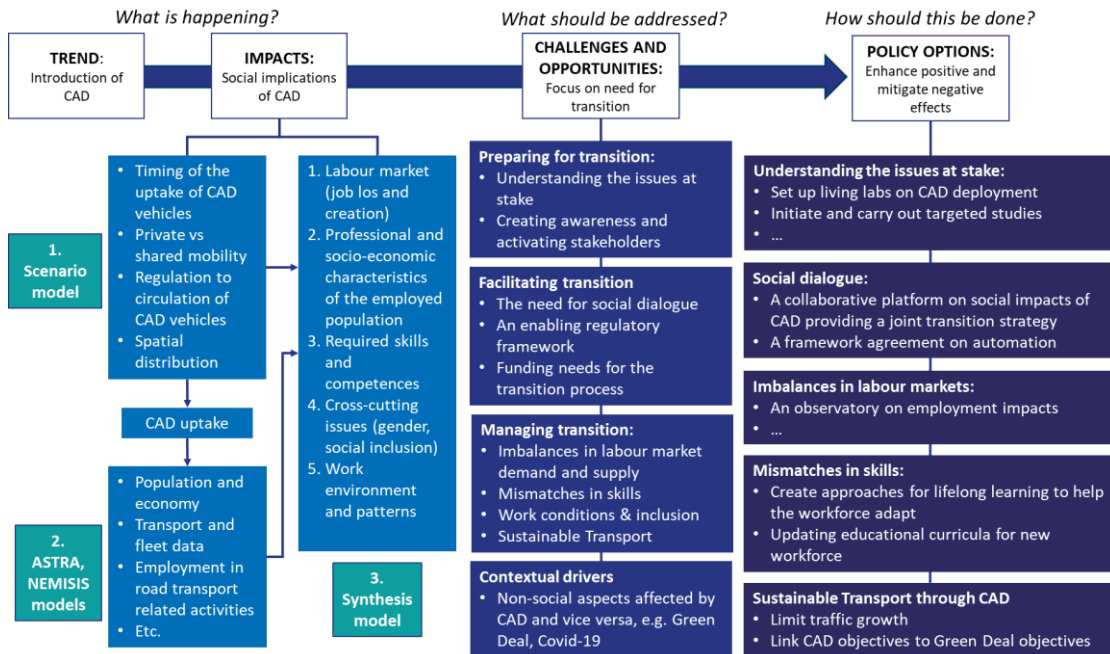 What is happening?
What should be addressed?
How should this be done?
TREND:
Introduction of
CAD
IMPACTS:
Social implications
of CAD
CHALLENGES AND
OPPORTUNITIES:
Focus on need for
transition
POLICY OPTIONS:
Enhance positive and
mitigate negative
effects
1.
Scenario
model
• Timing of the
uptake of CAD
vehicles
• Private vs
shared mobility
• Regulation to
circulation of
CAD vehicles
• Spatial
distribution
CAD uptake
2.
ASTRA,
NEMISIS
models
• Population and
economy
• Transport and
fleet data
• Employment in
road transport
related activities
• Etc.
1. Labour market
(job los and
creation)
2. Professional and
socio-economic
characteristics
of the employed
population
3. Required skills
and
competences
4. Cross-cutting
issues (gender,
social inclusion)
5. Work
environment
and patterns
3.
Synthesis
model
Preparing for transition:
• Understanding the issues at
stake
• Creating awareness and
activating stakeholders
Facilitating transition
• The need for social dialogue
• An enabling regulatory
framework
• Funding needs for the
transition process
Managing transition:
• Imbalances in labour market
demand and supply
• Mismatches in skills
• Work conditions & inclusion
• Sustainable Transport
Contextual drivers
• Non-social aspects affected by
CAD and vice versa, e.g. Green
Deal, Covid-19
Understanding the issues at stake:
• Set up living labs on CAD deployment
• Initiate and carry out targeted studies
• ...
Social dialogue:
• A collaborative platform on social impacts of
CAD providing a joint transition strategy
• A framework agreement on automation
Imbalances in labour markets:
• An observatory on employment impacts
• ...
Mismatches in skills:
• Create approaches for lifelong learning to help
the workforce adapt
• Updating educational curricula for new
workforce
Sustainable Transport through CAD
• Limit traffic growth
• Link CAD objectives to Green Deal objectives